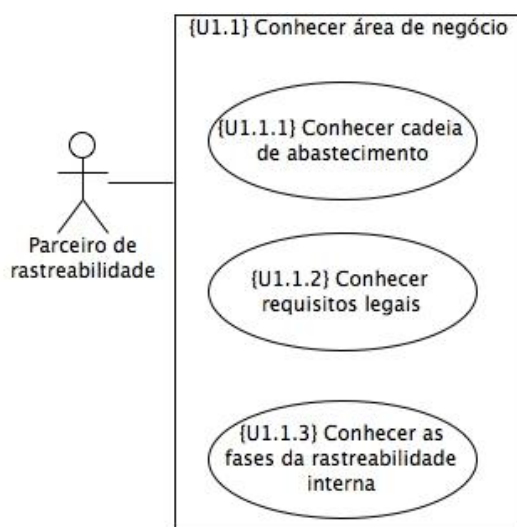 {U1.1} Conhecer área de negócio
{U1.1.1} Conhecer cadeia
de abastecimento
Parceiro de
rastreabilidade
{U1.1.2} Conhecer
requisitos legais
{U1.1.3} Conhecer as
fases da rastreabilidade
interna